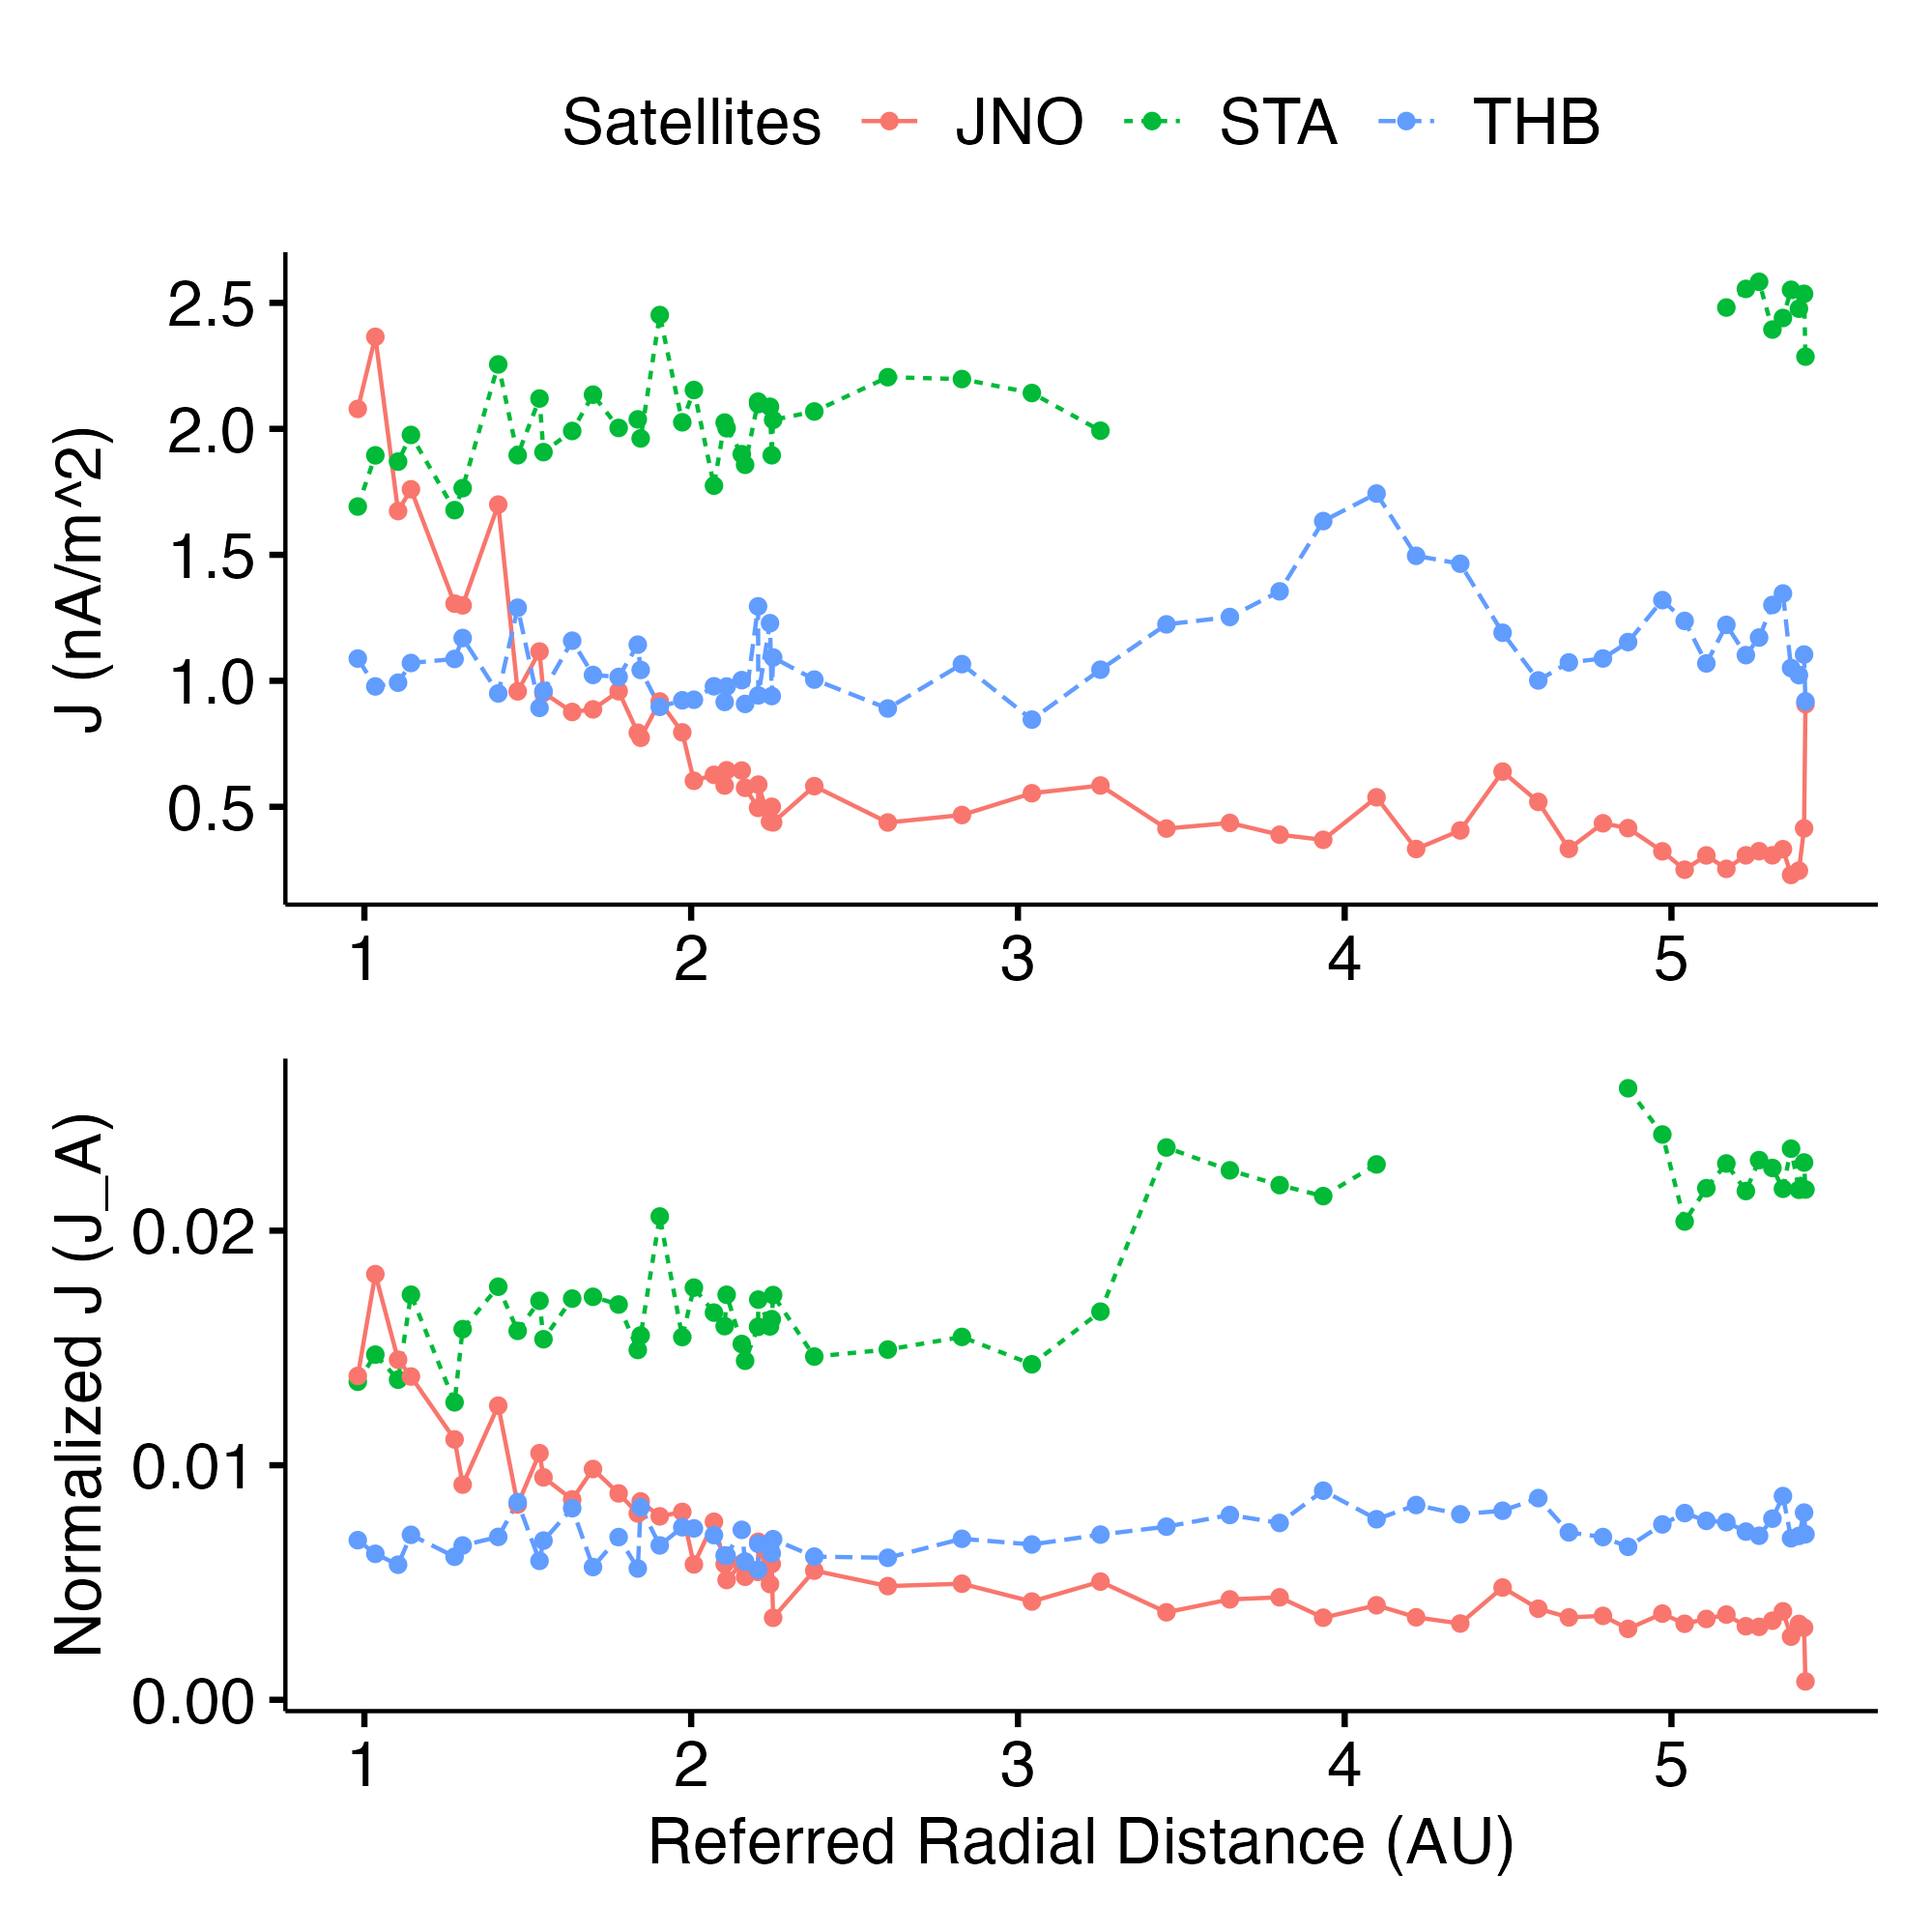 Satellites JNO STA THB
J (nA/m^2)
2.5
2.0
1.5
1.0
0.5
1 2 3 4 5
Normalized J (J_A)
0.02
0.01
0.00
1 2 3 4 5
Referred Radial Distance (AU)